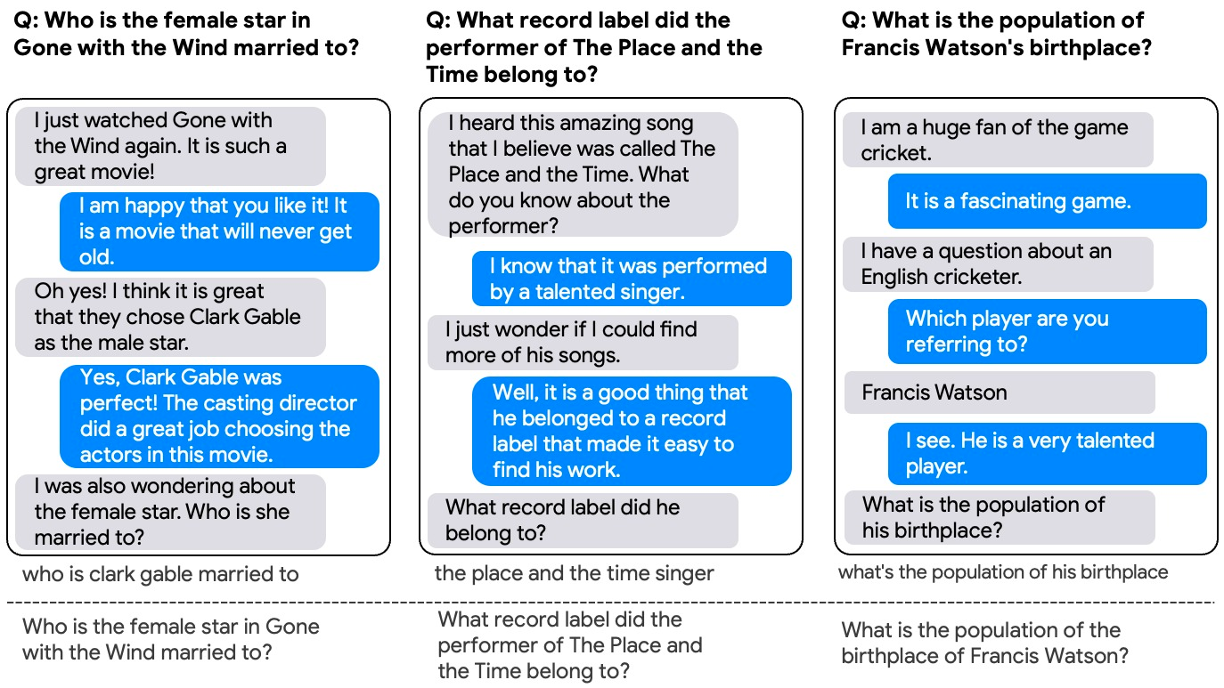 Q: Who is the female star in
Gone with the Wind married to?
I just watched Gone with
the Wind again. It is such a
great movie!
I am happy that you like it! It
is a movie that will never get
old.
Oh yes! I think it is great
that they chose Clark Gable
as the male star.
Yes, Clark Gable was
perfect! The casting director
did a great job choosing the
actors in this movie.
I was also wondering about
the female star. Who is she
married to?
who is clark gable married to
Who is the female star in Gone
with the Wind married to?
Q: What record label did the
performer of The Place and the
Time belong to?
I heard this amazing song
that I believe was called The
Place and the Time. What
do you know about the
performer?
I know that it was performed
by a talented singer.
I just wonder if I could find
more of his songs.
Well, it is a good thing that
he belonged to a record
label that made it easy to
find his work.
What record label did he
belong to?
the place and the time singer
What record label did the
performer of The Place and
the Time belong to?
Q: What is the population of
Francis Watson's birthplace?
I am a huge fan of the game
cricket.
It is a fascinating game.
I have a question about an
English cricketer.
Which player are you
referring to?
Francis Watson
I see. He is a very talented
player.
What is the population of
his birthplace?
what's the population of his birthplace
What is the population of the
birthplace of Francis Watson?